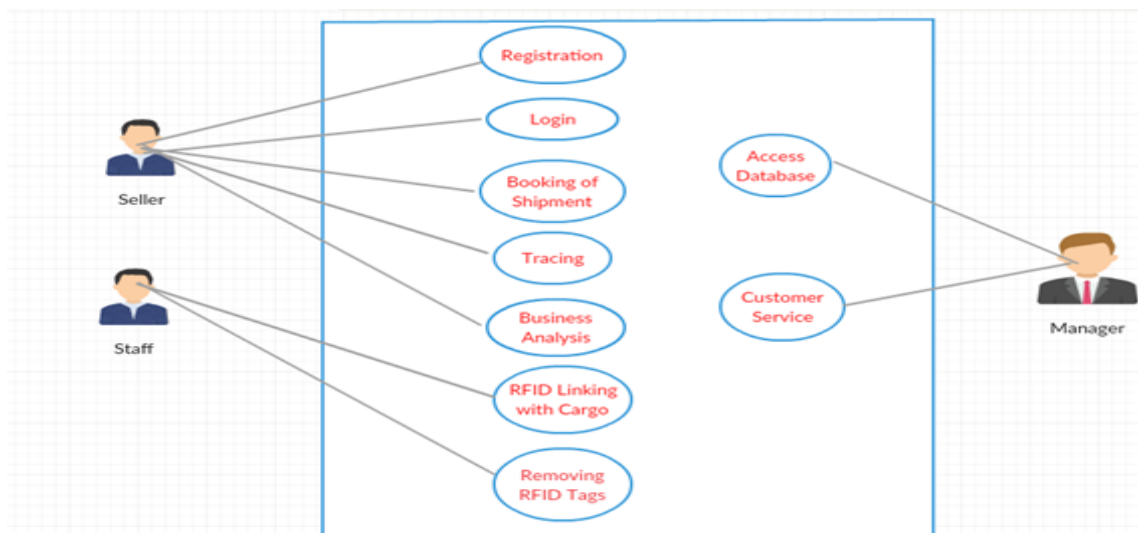 Registration
Login
Booking of
Shipment
Tracing
Business
Analysis
RFID Linking
with Cargo
Removing
RFID Tags
Access
Database
Customer
Service
Seller
Staff
Manager